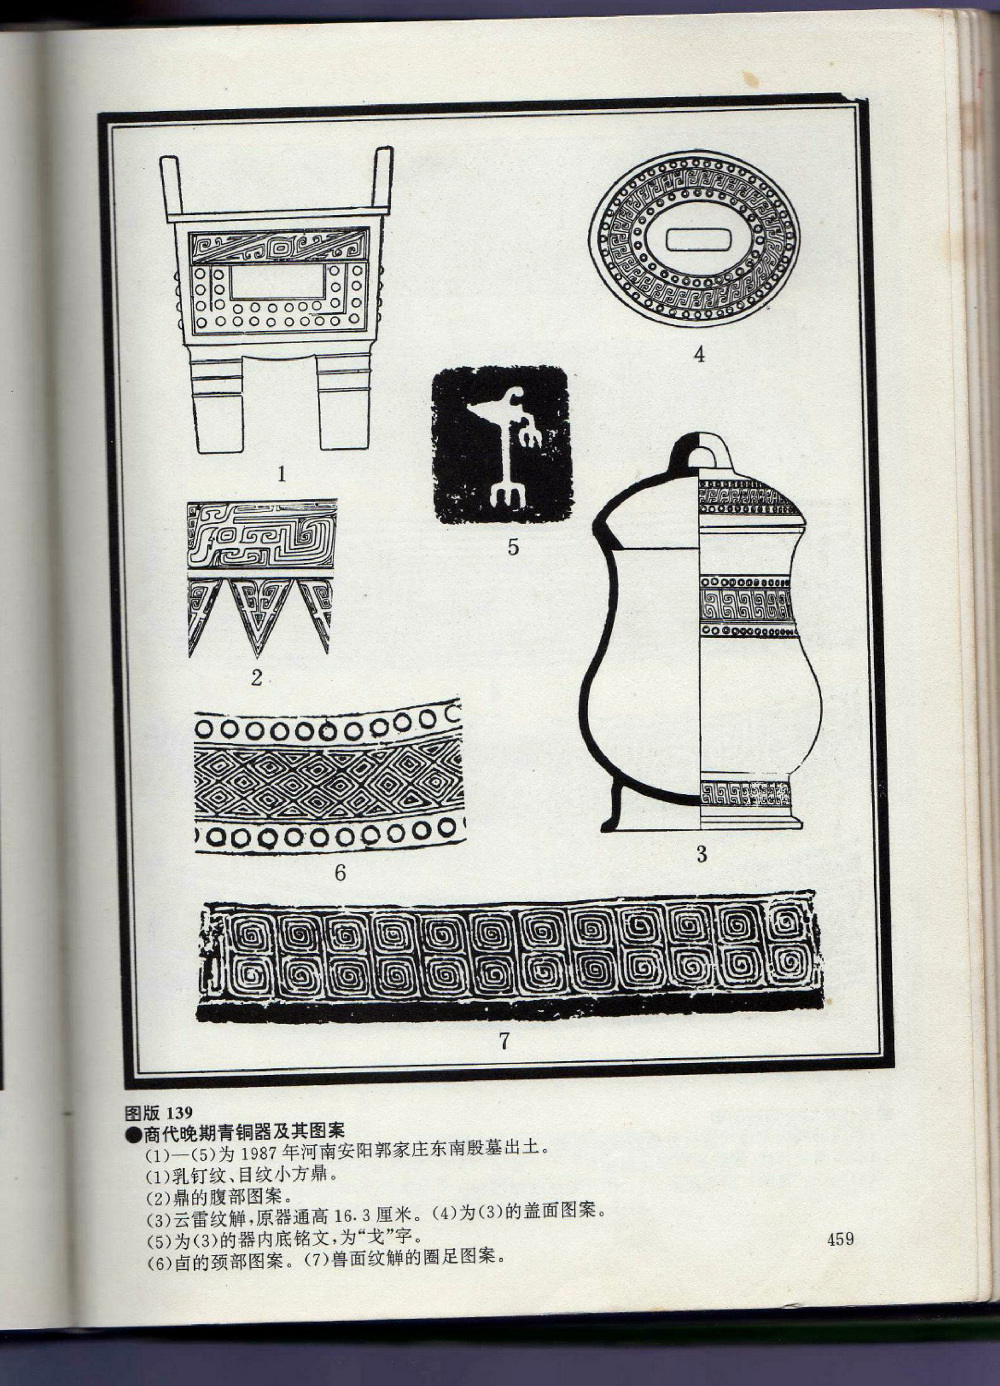 1
4
5
2
3
6
7
图版 139
●商代晚期青铜器及其图案
(1)—(5)为 1987 年河南安阳郭家庄东南殷墓出土。
(1)乳钉纹、目纹小方鼎。
(2)鼎的腹部图案。
(3)云雷纹觯,原器通高 16.3 厘米。(4)为(3)的盖面图案。
(5)为(3)的器内底铭文,为“戈”字。
(6)卣的颈部图案。(7)兽面纹觯的圈足图案。
459